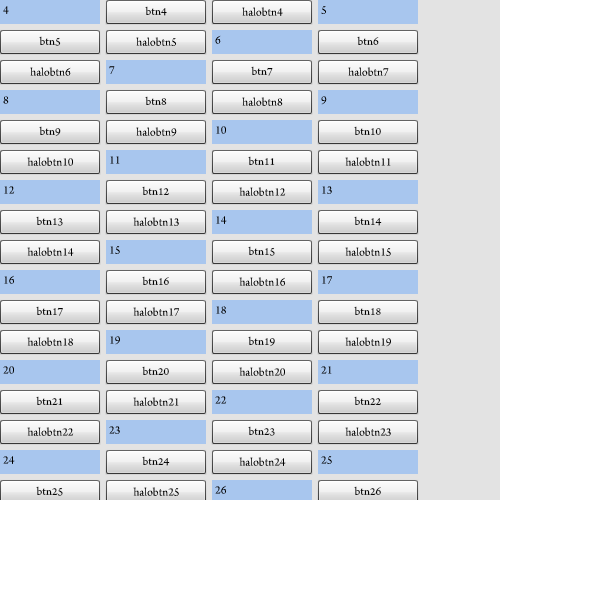 4 btn4 halobtn4 5
btn5 halobtn5 6 btn6
halobtn6 7 btn7 halobtn7
8 btn8 halobtn8 9
btn9 halobtn9 10 btn10
halobtn10 11 btn11 halobtn11
12 btn12 halobtn12 13
btn13 halobtn13 14 btn14
halobtn14 15 btn15 halobtn15
16 btn16 halobtn16 17
btn17 halobtn17 18 btn18
halobtn18 19 btn19 halobtn19
20 btn20 halobtn20 21
btn21 halobtn21 22 btn22
halobtn22 23 btn23 halobtn23
24 btn24 halobtn24 25
btn25 halobtn25 26 btn26